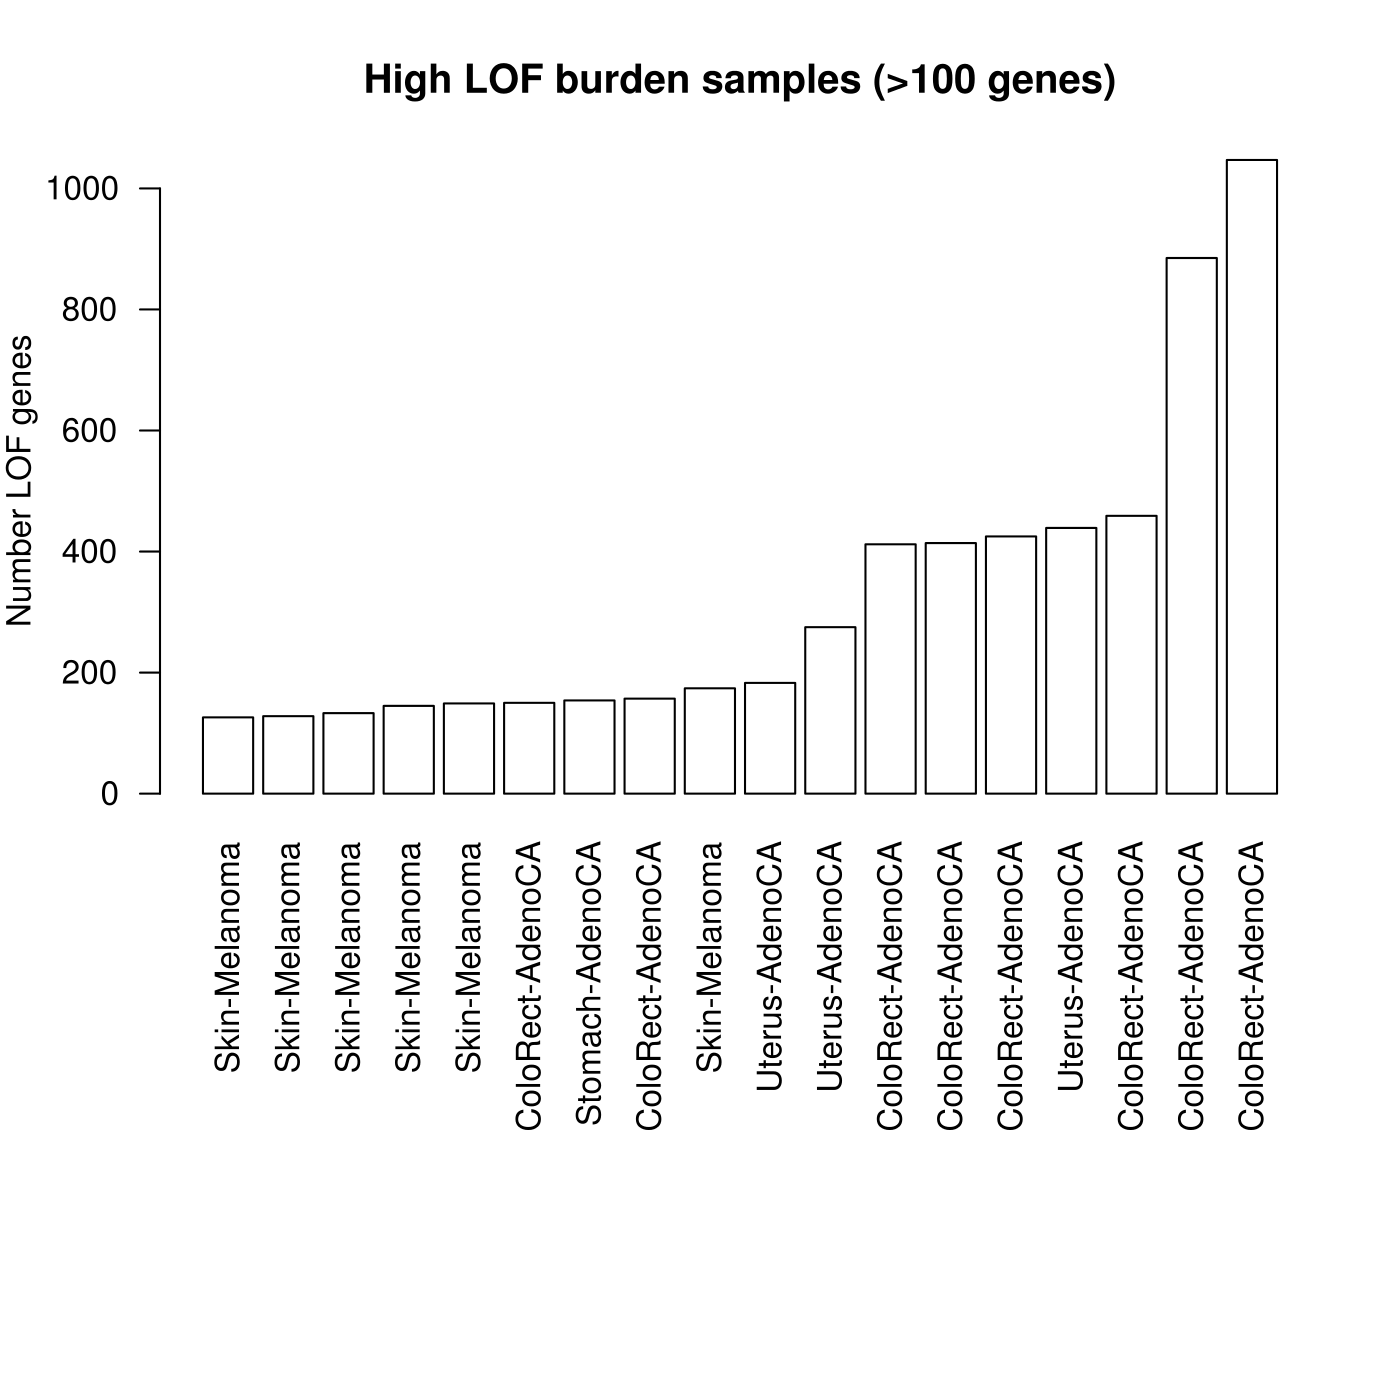 High LOF burden samples (>100 genes)
Number LOF genes
1000
800
600
400
200
0
Skin-Melanoma
Skin-Melanoma
Skin-Melanoma
Skin-Melanoma
Skin-Melanoma
ColoRect-AdenoCA
Stomach-AdenoCA
ColoRect-AdenoCA
Skin-Melanoma
Uterus-AdenoCA
Uterus-AdenoCA
ColoRect-AdenoCA
ColoRect-AdenoCA
ColoRect-AdenoCA
Uterus-AdenoCA
ColoRect-AdenoCA
ColoRect-AdenoCA
ColoRect-AdenoCA